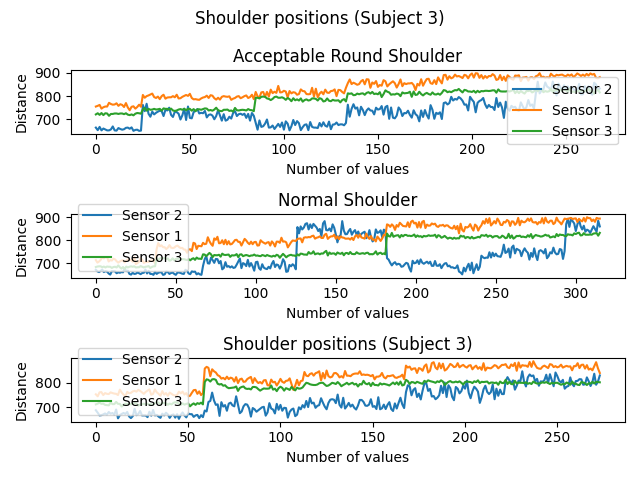 Shoulder positions (Subject 3)
Acceptable Round Shoulder
Distance
900
800
700
Sensor 2
Sensor 1
Sensor 3
0
50
100
150
200
250
Number of values
Normal Shoulder
Distance
900
800
700
Sensor 2
Sensor 1
Sensor 3
0
50
100
150
200
250
300
Number of values
Shoulder positions (Subject 3)
Distance
800
700
Sensor 2
Sensor 1
Sensor 3
0
50
100
150
200
250
Number of values